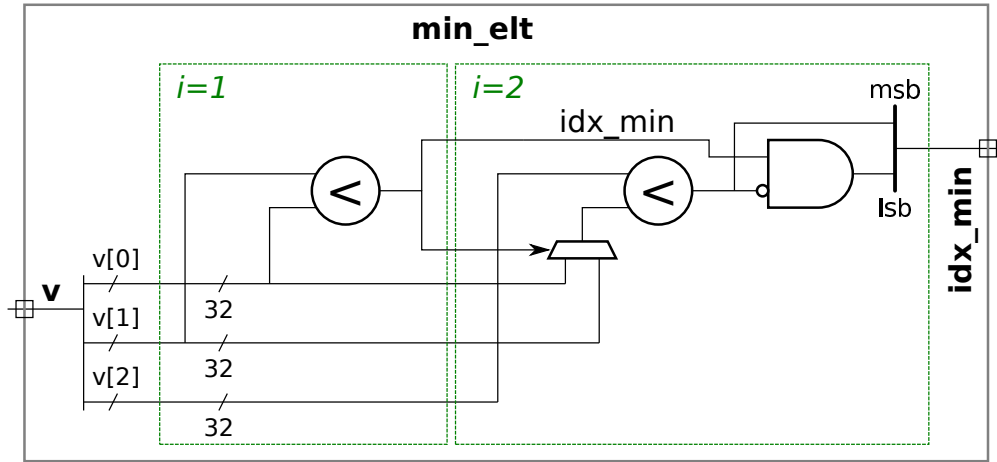 min_elt
i=1
i=2
msb
idx_min
<
<
lsb
v[0]
v
32
v[1]
32
v[2]
32
idx_min